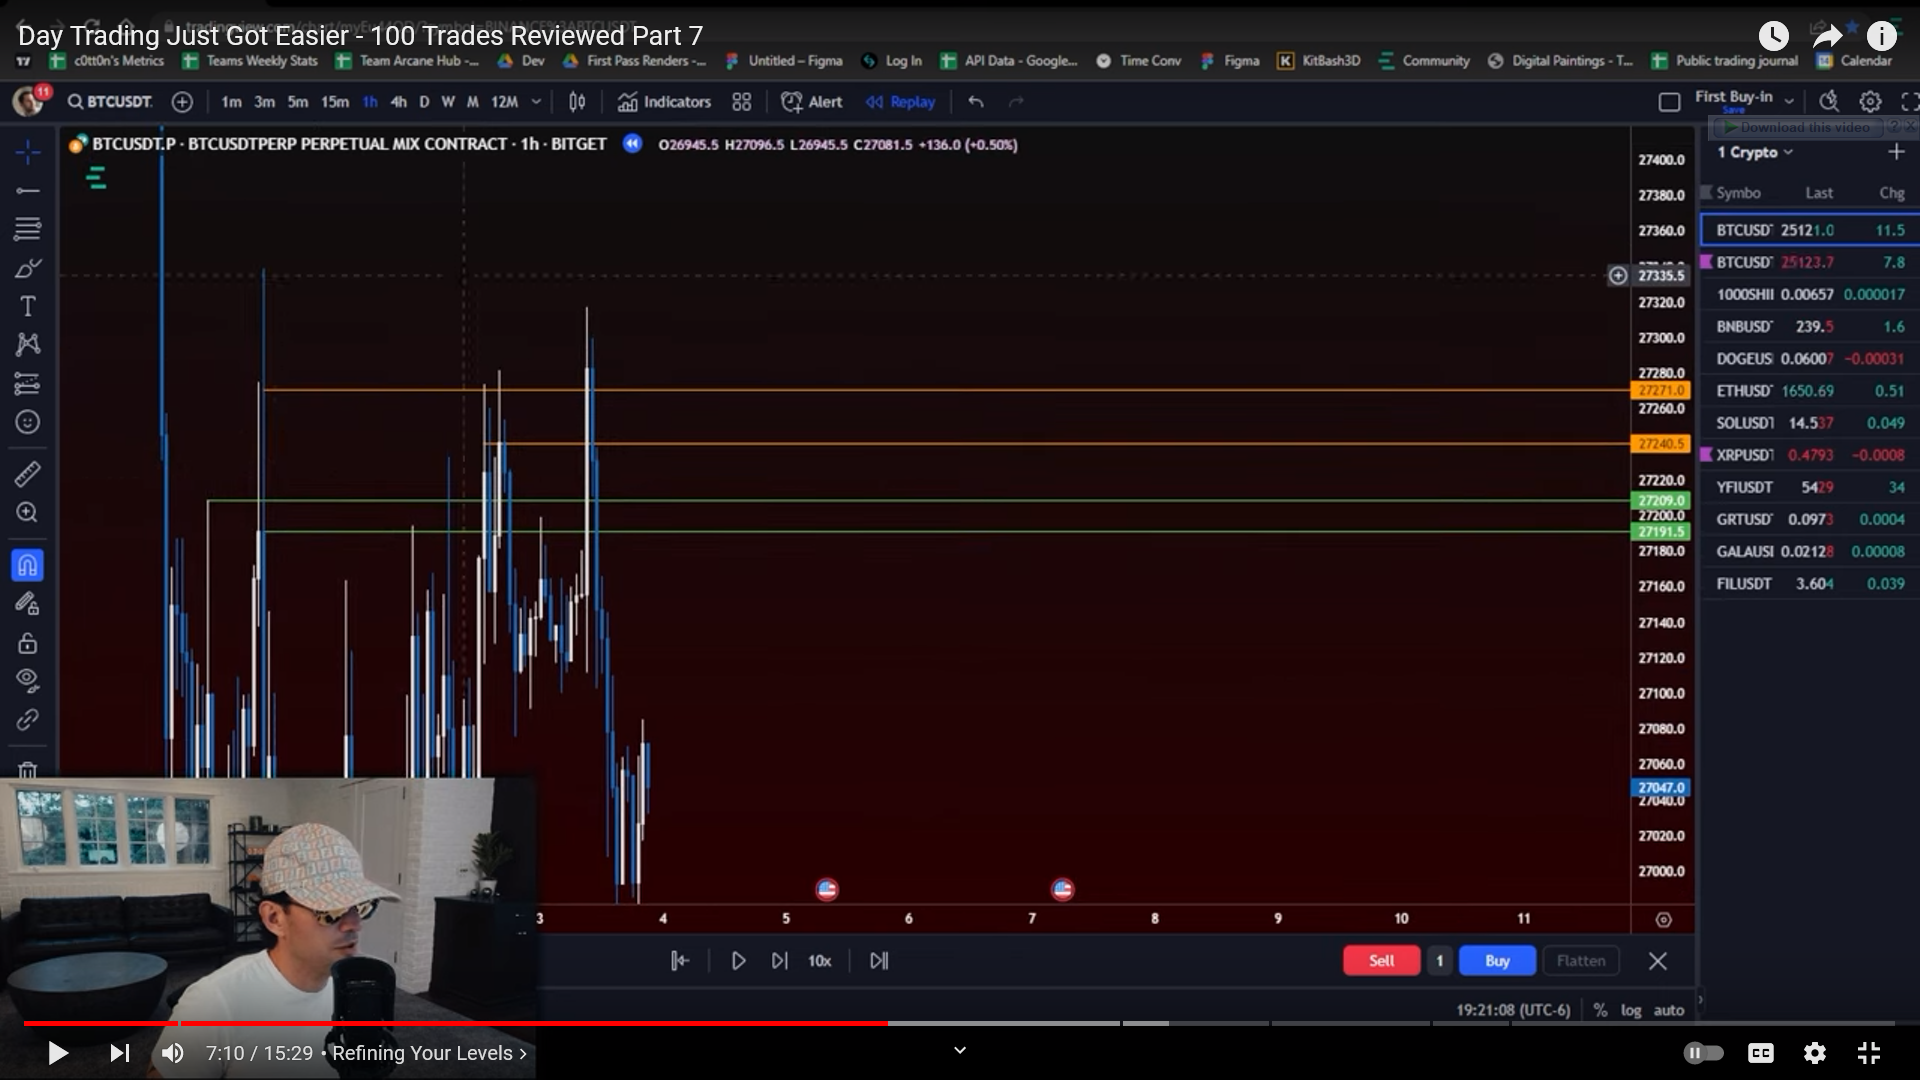 Day Trading Just Got Easier - 100 Trades Reviewed Part 7
c0tt0n's Metrics Teams Weekly Stats Team Arcane Hub -... Dev First Pass Renders -... Untitled – Figma Log In API Data - Google... Time Conv Figma KitBash3D Community Digital Paintings - T... Public trading journal Calendar
11 BTCUSDT. 1m 3m 5m 15m 1h 4h D W M 12M Indicators Alert Replay First Buy-in
Save
Download this video
BTCUSDT.P · BTCUSDTPERP PERPETUAL MIX CONTRACT · 1h · BITGET O26945.5 H27096.5 L26945.5 C27081.5 +136.0 (+0.50%)
1 Crypto
Symbo Last Chg
BTCUSD 25121.0 11.5
BTCUSD 25123.7 7.8
1000SHII 0.00657 0.000017
BNBUSD 239.5 1.6
DOGEUS 0.06007 −0.00031
ETHUSD 1650.69 0.51
SOLUSDT 14.537 0.049
XRPUSDT 0.4793 −0.0008
YFIUSDT 5429 34
GRTUSD 0.0973 0.0004
GALAUSI 0.02128 0.00008
FILUSDT 3.604 0.039
27400.0
27380.0
27360.0
27335.5
27320.0
27300.0
27280.0
27271.0
27260.0
27240.5
27220.0
27209.0
27200.0
27191.5
27180.0
27160.0
27140.0
27120.0
27100.0
27080.0
27060.0
27047.0
27040.0
27020.0
27000.0
3 4 5 6 7 8 9 10 11
10x Sell 1 Buy Flatten
19:21:08 (UTC-6) % log auto
7:10 / 15:29 • Refining Your Levels ›
CC